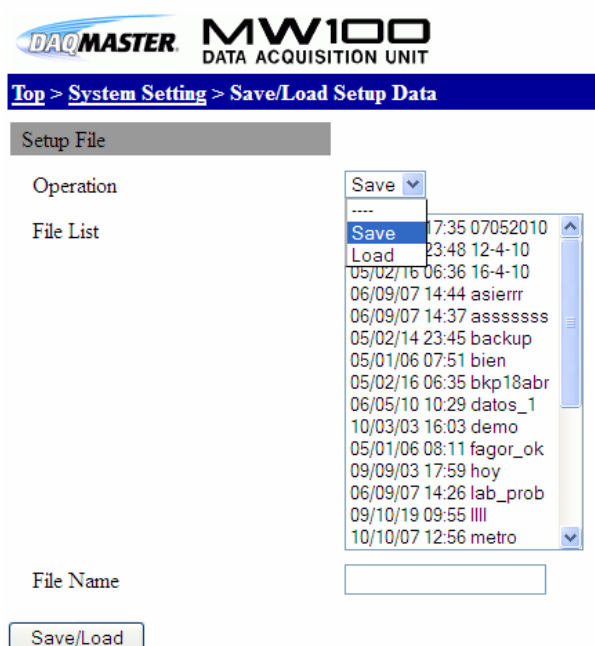 DAQMASTER MW100
DATA ACQUISITION UNIT
Top > System Setting > Save/Load Setup Data
Setup File
Operation
Save
----
Save
Load
File List
17:35 07052010
23:48 12-4-10
05/02/16 06:36 16-4-10
06/09/07 14:44 asierrr
06/09/07 14:37 assssssss
05/02/14 23:45 backup
05/01/06 07:51 bien
05/02/16 06:35 bkp18abr
06/05/10 10:29 datos_1
10/03/03 16:03 demo
05/01/06 08:11 fagor_ok
09/09/03 17:59 hoy
06/09/07 14:26 lab_prob
09/10/19 09:55 llll
10/10/07 12:56 metro
File Name
Save/Load